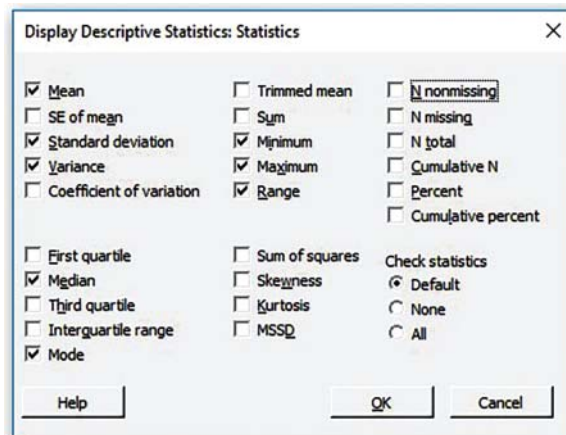 Display Descriptive Statistics: Statistics
Mean
Trimmed mean
N nonmissing
SE of mean
Sum
N missing
Standard deviation
Minimum
N total
Variance
Maximum
Cumulative N
Coefficient of variation
Range
Percent
Cumulative percent
First quartile
Sum of squares
Check statistics
Median
Skewness
Default
Third quartile
Kurtosis
None
Interquartile range
MSSD
All
Mode
Help
OK
Cancel